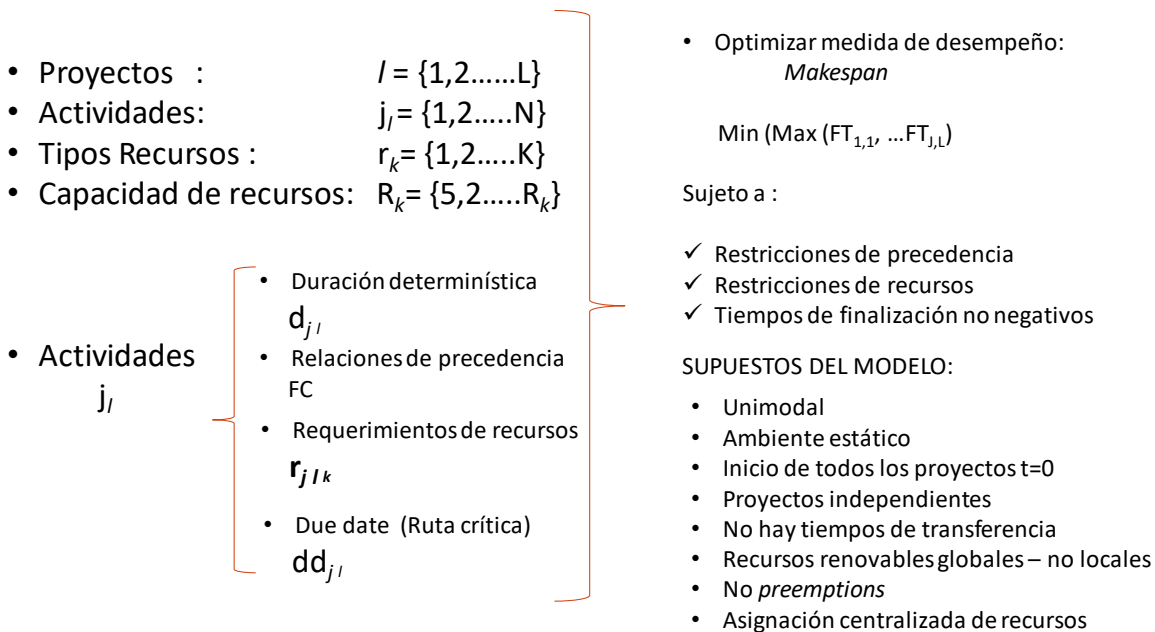 • Proyectos : l = {1,2......L}
• Actividades: jl= {1,2.....N}
• Tipos Recursos : rk= {1,2.....K}
• Capacidad de recursos: Rk= {5,2.....Rk}
• Actividades
jl
• Duración determinística
dj l
• Relaciones de precedencia
FC
• Requerimientos de recursos
rj l k
• Due date (Ruta crítica)
ddj l
• Optimizar medida de desempeño:
Makespan
Min (Max (FT1,1, ...FTJ,L)
Sujeto a :
✓ Restricciones de precedencia
✓ Restricciones de recursos
✓ Tiempos de finalización no negativos
SUPUESTOS DEL MODELO:
• Unimodal
• Ambiente estático
• Inicio de todos los proyectos t=0
• Proyectos independientes
• No hay tiempos de transferencia
• Recursos renovables globales – no locales
• No preemptions
• Asignación centralizada de recursos